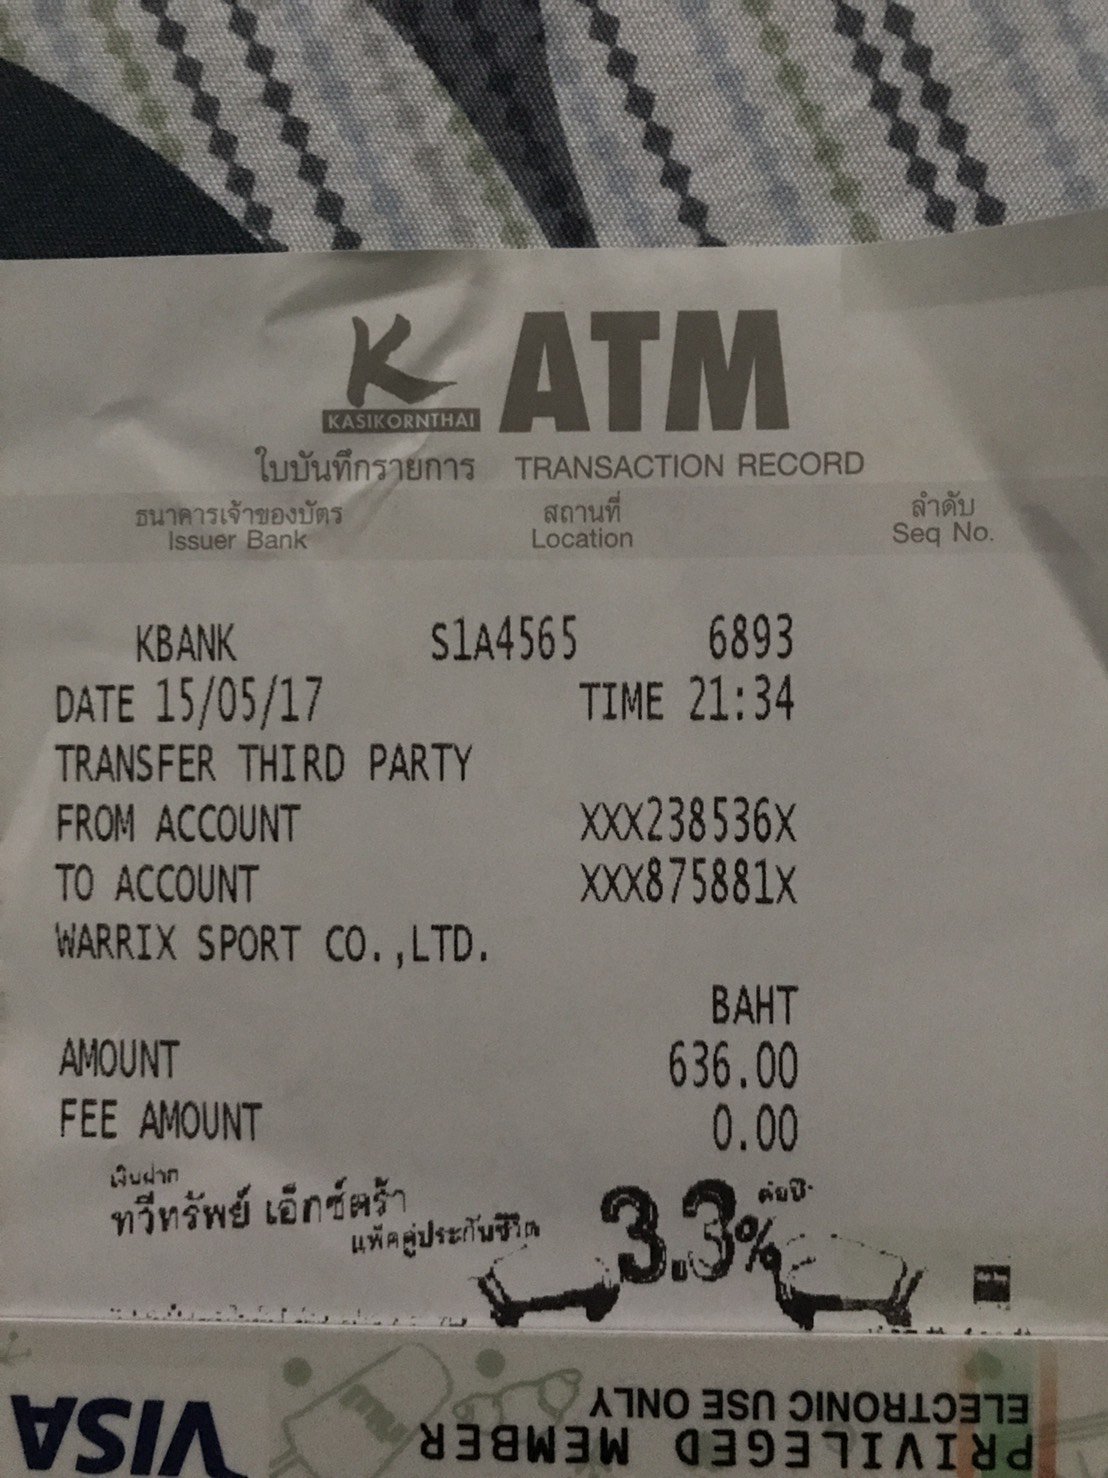 K ATM
KASIKORNTHAI
ใบบันทึกรายการ TRANSACTION RECORD
ธนาคารเจ้าของบัตร สถานที่ ลำดับ
Issuer Bank Location Seq No.
KBANK S1A4565 6893
DATE 15/05/17 TIME 21:34
TRANSFER THIRD PARTY
FROM ACCOUNT XXX238536X
TO ACCOUNT XXX875881X
WARRIX SPORT CO.,LTD.
BAHT
AMOUNT 636.00
FEE AMOUNT 0.00
เงินฝาก
ทวีทรัพย์ เอ็กซ์ตร้า 3.3% ต่อปี
แพ็คคู่ประกันชีวิต
ELECTRONIC USE ONLY
PRIVILEGED MEMBER
VISA